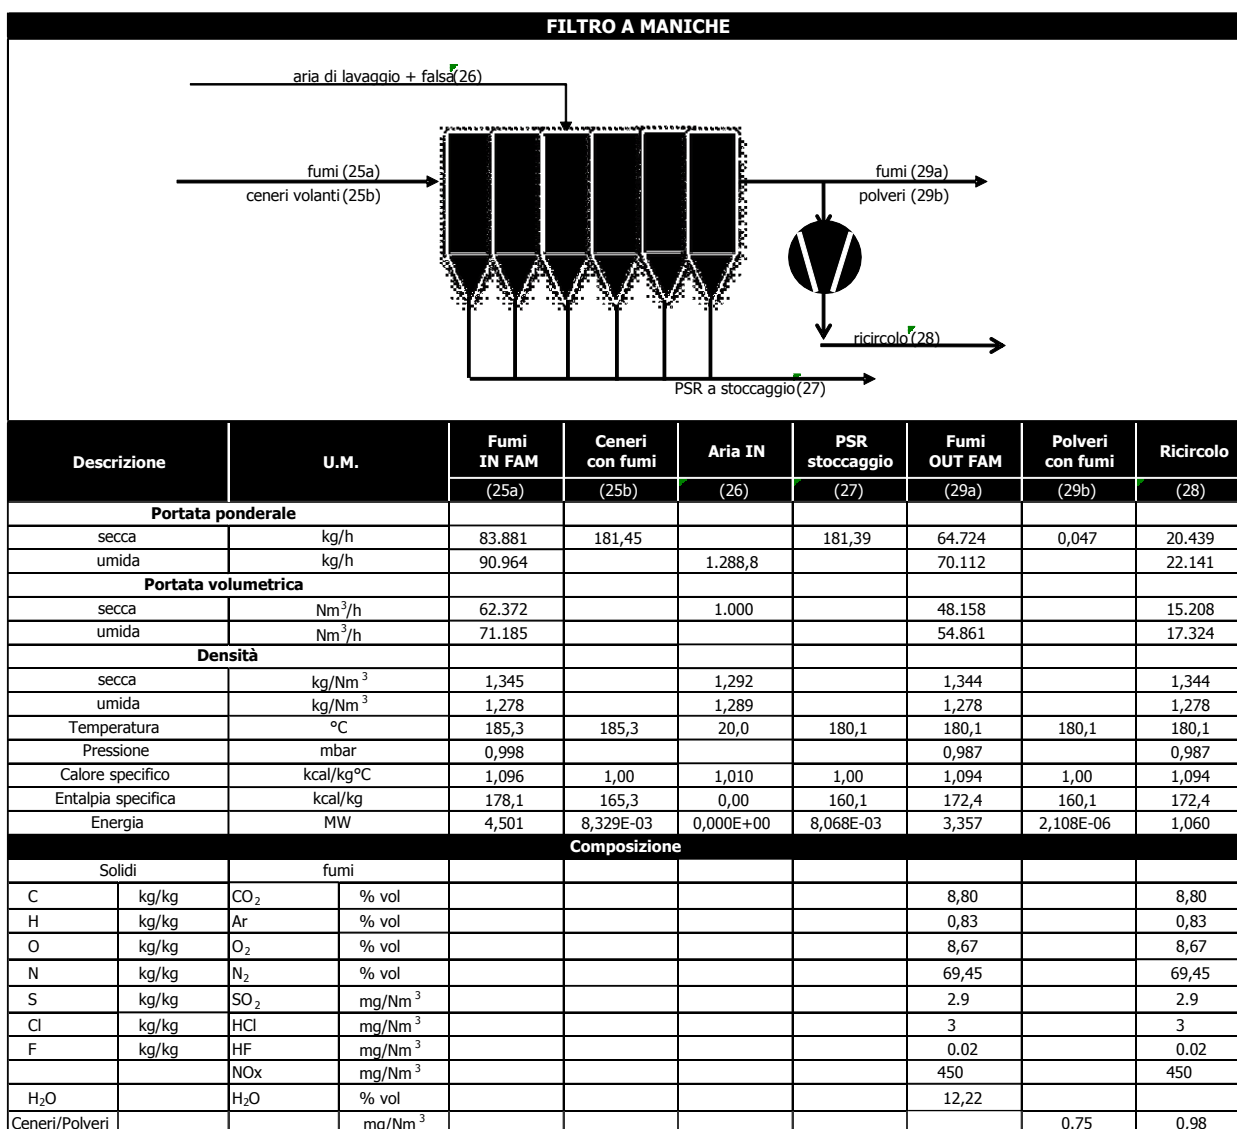 FILTRO A MANICHE
aria di lavaggio + falsa(26)
fumi (25a)
ceneri volanti (25b)
fumi (29a)
polveri (29b)
ricircolo (28)
PSR a stoccaggio (27)
Descrizione U.M. Fumi IN FAM Ceneri con fumi Aria IN PSR stoccaggio Fumi OUT FAM Polveri con fumi Ricircolo
(25a) (25b) (26) (27) (29a) (29b) (28)
Portata ponderale
secca kg/h 83.881 181,45 181,39 64.724 0,047 20.439
umida kg/h 90.964 1.288,8 70.112 22.141
Portata volumetrica
secca Nm³/h 62.372 1.000 48.158 15.208
umida Nm³/h 71.185 54.861 17.324
Densità
secca kg/Nm³ 1,345 1,292 1,344 1,344
umida kg/Nm³ 1,278 1,289 1,278 1,278
Temperatura °C 185,3 185,3 20,0 180,1 180,1 180,1 180,1
Pressione mbar 0,998 0,987 0,987
Calore specifico kcal/kg°C 1,096 1,00 1,010 1,00 1,094 1,00 1,094
Entalpia specifica kcal/kg 178,1 165,3 0,00 160,1 172,4 160,1 172,4
Energia MW 4,501 8,329E-03 0,000E+00 8,068E-03 3,357 2,108E-06 1,060
Composizione
Solidi fumi
C kg/kg CO₂ % vol 8,80 8,80
H kg/kg Ar % vol 0,83 0,83
O kg/kg O₂ % vol 8,67 8,67
N kg/kg N₂ % vol 69,45 69,45
S kg/kg SO₂ mg/Nm³ 2.9 2.9
Cl kg/kg HCl mg/Nm³ 3 3
F kg/kg HF mg/Nm³ 0.02 0.02
NOx mg/Nm³ 450 450
H₂O H₂O % vol 12,22
Ceneri/Polveri mg/Nm³ 0,75 0,98